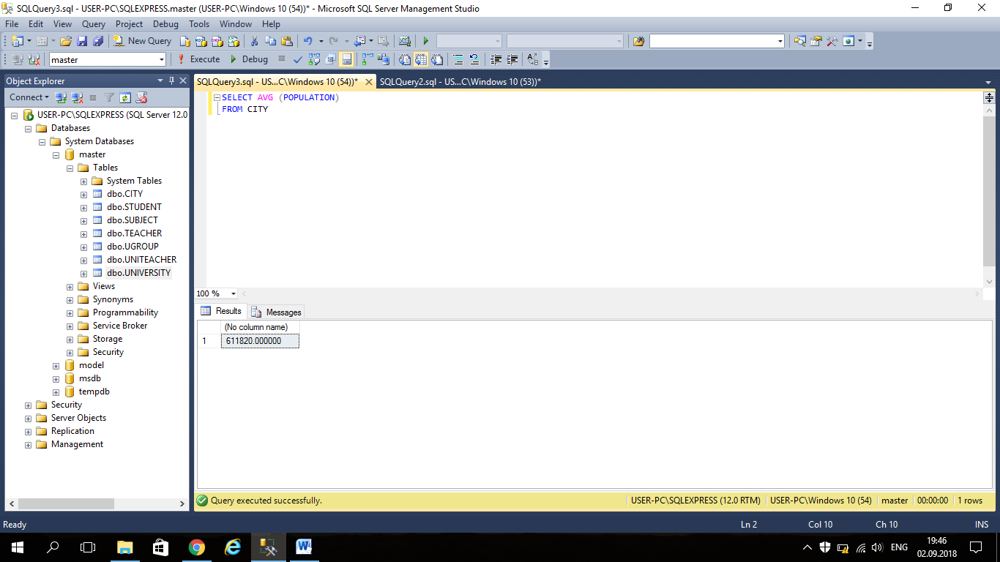 SQLQuery3.sql - USER-PC\SQLEXPRESS.master (USER-PC\Windows 10 (54))* - Microsoft SQL Server Management Studio
File Edit View Query Project Debug Tools Window Help
New Query
master Execute Debug
Object Explorer
Connect
USER-PC\SQLEXPRESS (SQL Server 12.0
Databases
System Databases
master
Tables
System Tables
dbo.CITY
dbo.STUDENT
dbo.SUBJECT
dbo.TEACHER
dbo.UGROUP
dbo.UNITEACHER
dbo.UNIVERSITY
Views
Synonyms
Programmability
Service Broker
Storage
Security
model
msdb
tempdb
Security
Server Objects
Replication
Management
SQLQuery3.sql - US...C\Windows 10 (54))* SQLQuery2.sql - US...C\Windows 10 (53))*
SELECT AVG (POPULATION)
FROM CITY
100 %
Results Messages
(No column name)
1 611820.000000
Query executed successfully. USER-PC\SQLEXPRESS (12.0 RTM) USER-PC\Windows 10 (54) master 00:00:00 1 rows
Ready Ln 2 Col 10 Ch 10 INS
ENG
19:46
02.09.2018